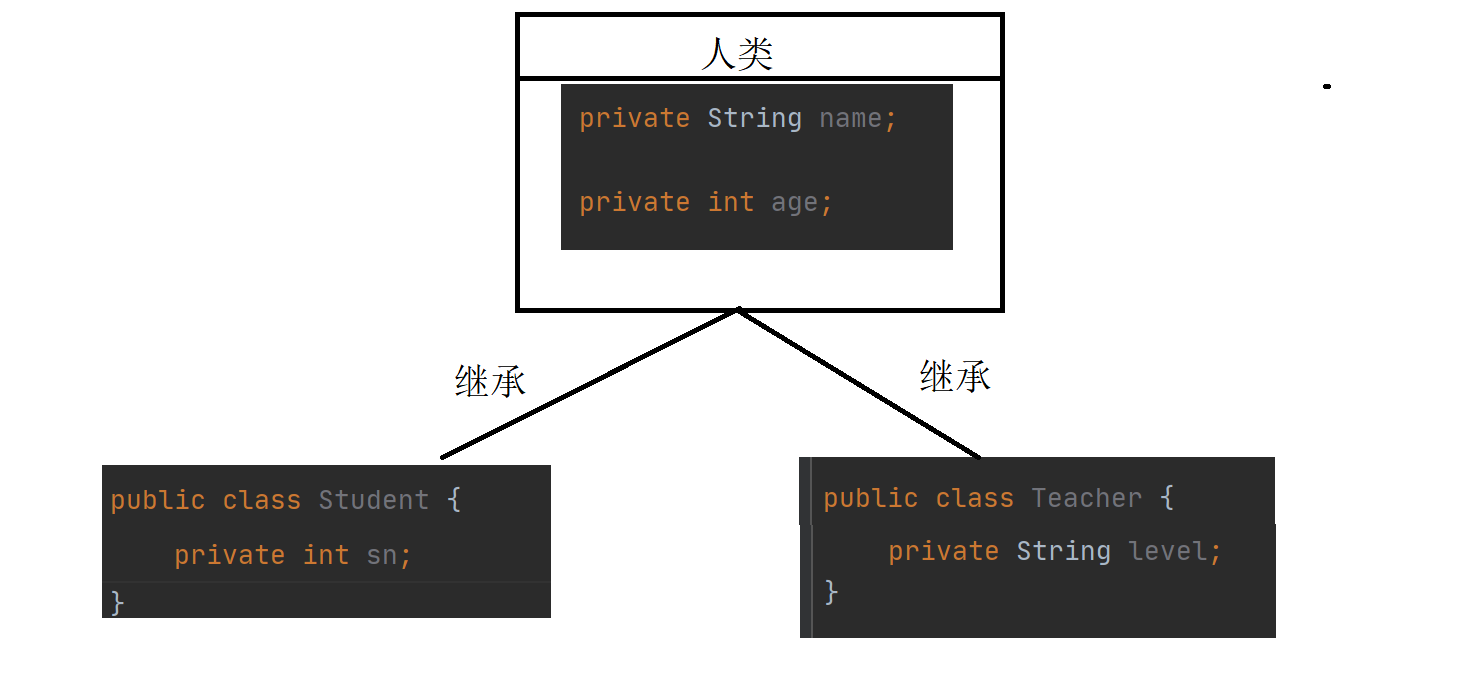 人类
private String name;
private int age;
继承
继承
public class Student {
private int sn;
}
public class Teacher {
private String level;
}